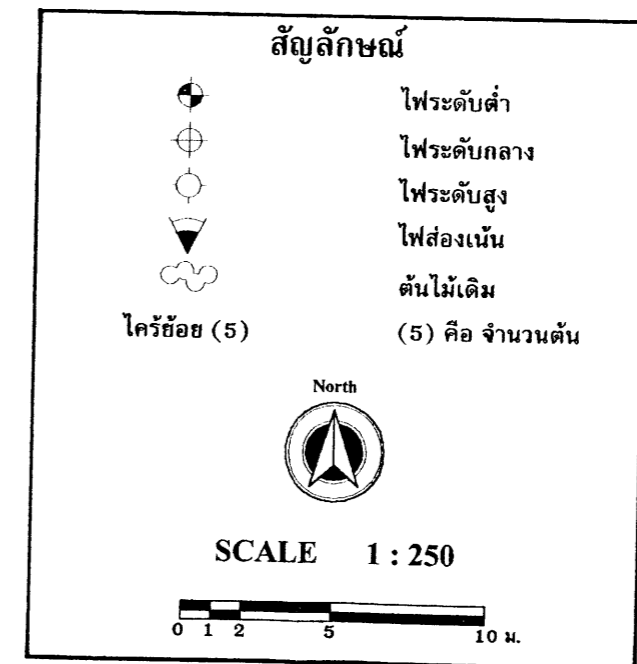 สัญลักษณ์
ไฟระดับต่ำ
ไฟระดับกลาง
ไฟระดับสูง
ไฟส่องเน้น
ต้นไม้เดิม
ไคร้ย้อย (5) (5) คือ จำนวนต้น
North
SCALE 1 : 250
0 1 2 5 10 ม.